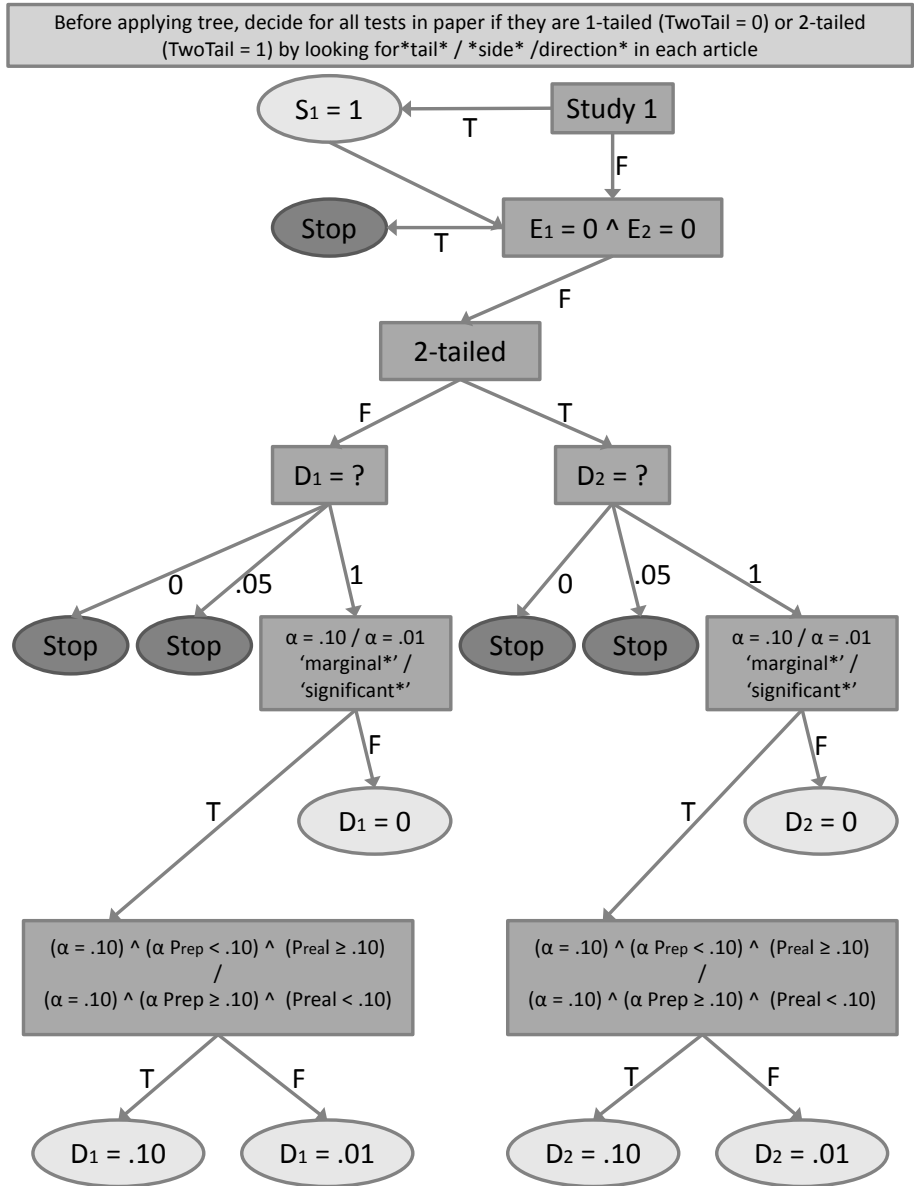 Before applying tree, decide for all tests in paper if they are 1-tailed (TwoTail = 0) or 2-tailed
(TwoTail = 1) by looking for*tail* / *side* /direction* in each article
S1 = 1
Study 1
T
F
Stop
T
E1 = 0 ^ E2 = 0
F
2-tailed
F
T
D1 = ?
D2 = ?
0
.05
1
0
.05
1
Stop
Stop
α = .10 / α = .01
‘marginal*’ /
‘significant*’
Stop
Stop
α = .10 / α = .01
‘marginal*’ /
‘significant*’
T
F
T
F
D1 = 0
D2 = 0
(α = .10) ^ (α Prep < .10) ^ (Preal ≥ .10)
/
(α = .10) ^ (α Prep ≥ .10) ^ (Preal < .10)
(α = .10) ^ (α Prep < .10) ^ (Preal ≥ .10)
/
(α = .10) ^ (α Prep ≥ .10) ^ (Preal < .10)
T
F
T
F
D1 = .10
D1 = .01
D2 = .10
D2 = .01